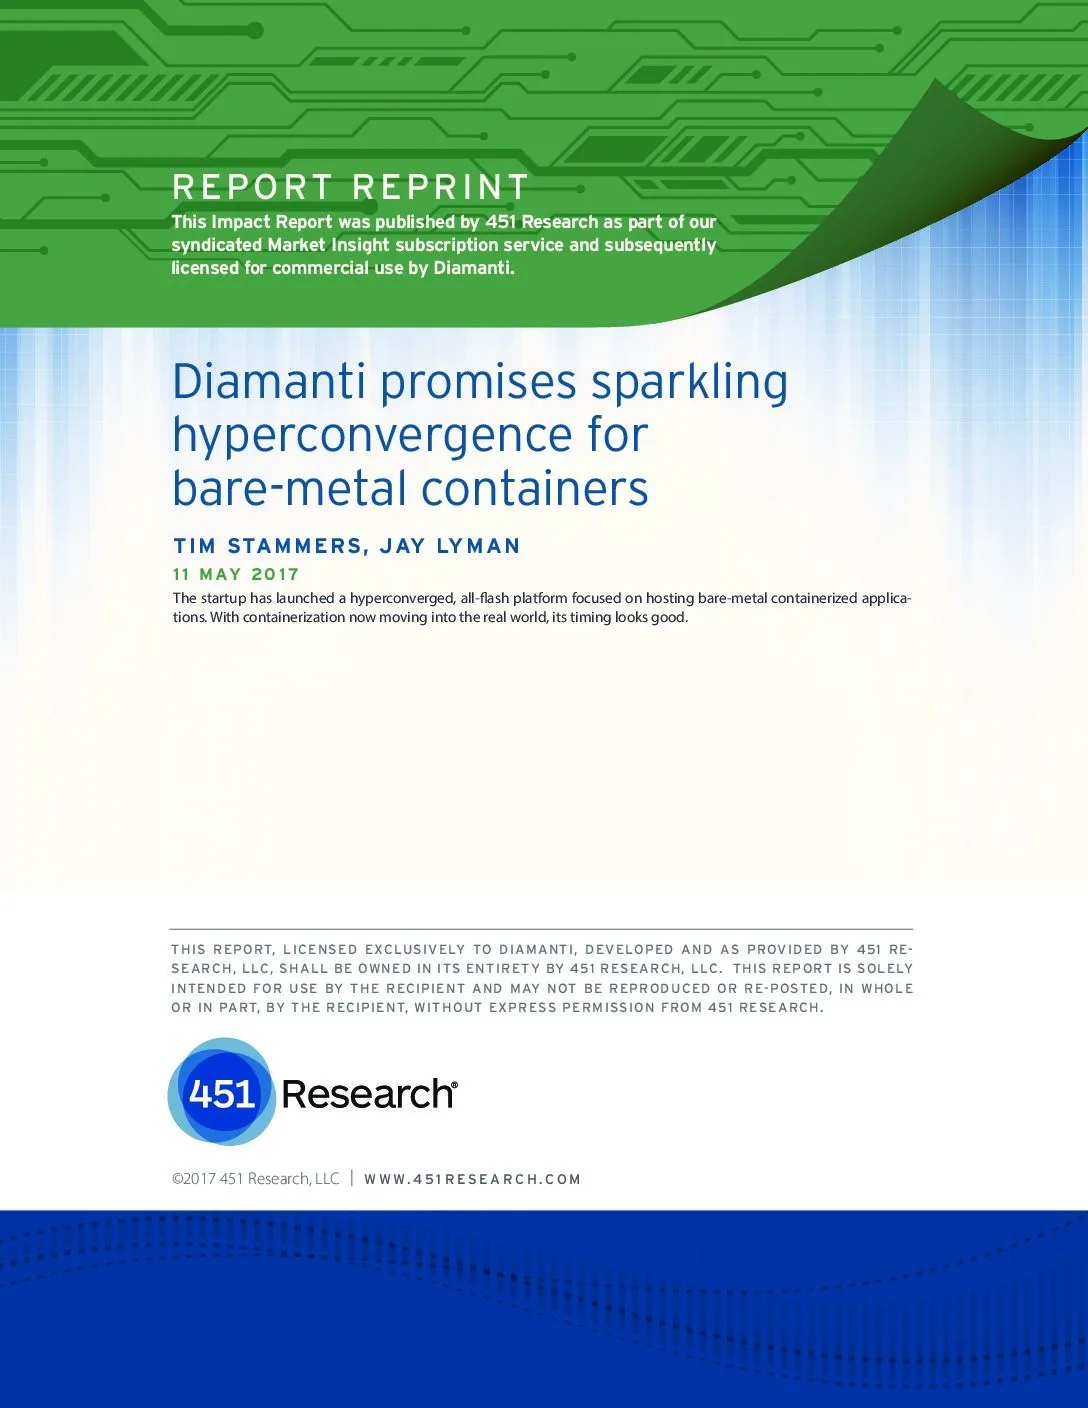 REPORT REPRINT
This Impact Report was published by 451 Research as part of our
syndicated Market Insight subscription service and subsequently
licensed for commercial use by Diamanti.
Diamanti promises sparkling
hyperconvergence for
bare-metal containers
TIM STAMMERS, JAY LYMAN
11 MAY 2017
The startup has launched a hyperconverged, all-flash platform focused on hosting bare-metal containerized applica-
tions. With containerization now moving into the real world, its timing looks good.
THIS REPORT, LICENSED EXCLUSIVELY TO DIAMANTI, DEVELOPED AND AS PROVIDED BY 451 RE-
SEARCH, LLC, SHALL BE OWNED IN ITS ENTIRETY BY 451 RESEARCH, LLC. THIS REPORT IS SOLELY
INTENDED FOR USE BY THE RECIPIENT AND MAY NOT BE REPRODUCED OR RE-POSTED, IN WHOLE
OR IN PART, BY THE RECIPIENT, WITHOUT EXPRESS PERMISSION FROM 451 RESEARCH.
451 Research®
©2017 451 Research, LLC | WWW.451RESEARCH.COM